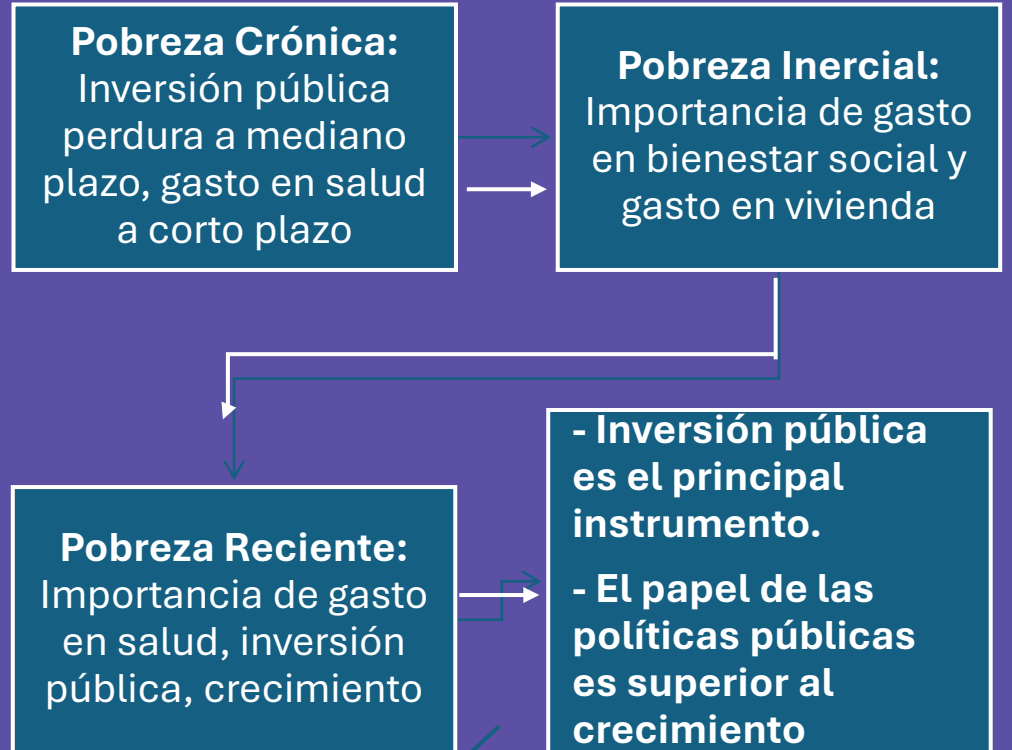 Pobreza Crónica:
Inversión pública
perdura a mediano
plazo, gasto en salud
a corto plazo
Pobreza Inercial:
Importancia de gasto
en bienestar social y
gasto en vivienda
Pobreza Reciente:
Importancia de gasto
en salud, inversión
pública, crecimiento
- Inversión pública
es el principal
instrumento.
- El papel de las
políticas públicas
es superior al
crecimiento